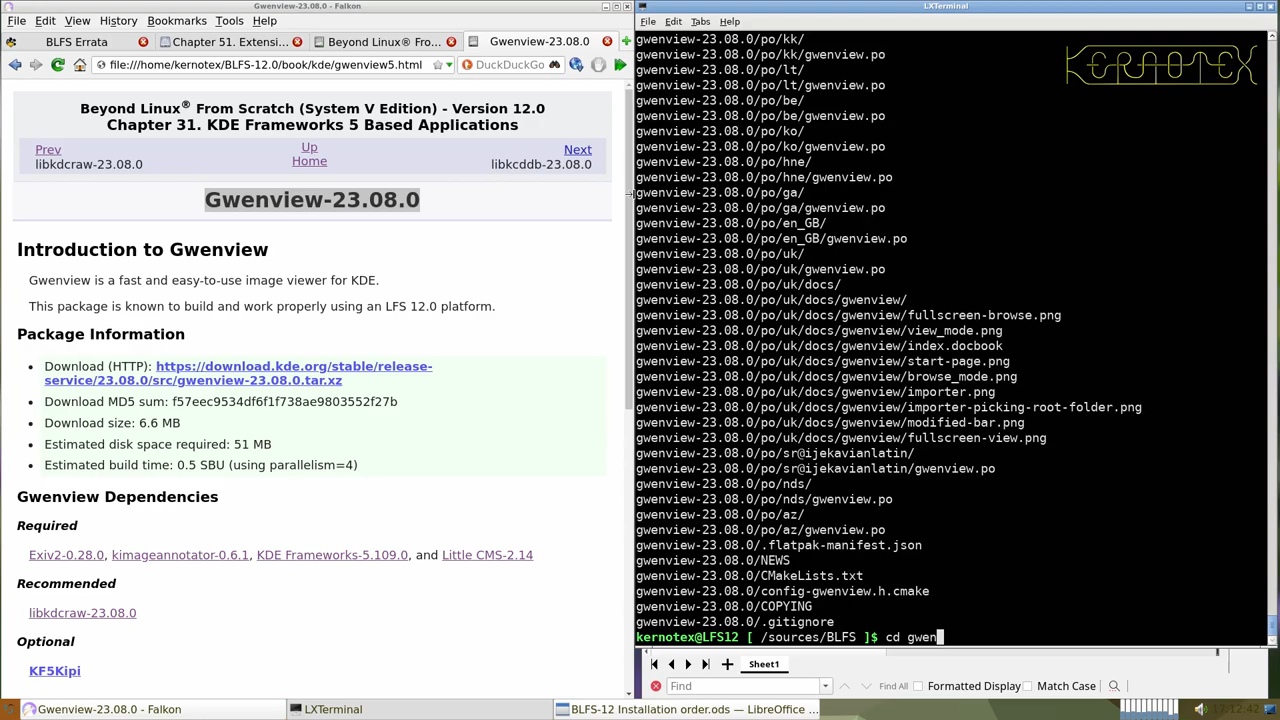 Gwenview-23.08.0 - Falkon
File Edit View History Bookmarks Tools Help
BLFS Errata
Chapter 51. Extensi...
Beyond Linux® Fro...
Gwenview-23.08.0...
file:///home/kernotex/BLFS-12.0/book/kde/gwenview5.html
DuckDuckGo
Beyond Linux® From Scratch (System V Edition) - Version 12.0
Chapter 31. KDE Frameworks 5 Based Applications
Prev Up Next
libkdcraw-23.08.0 Home libkcddb-23.08.0
Gwenview-23.08.0
Introduction to Gwenview
Gwenview is a fast and easy-to-use image viewer for KDE.
This package is known to build and work properly using an LFS 12.0 platform.
Package Information
• Download (HTTP): https://download.kde.org/stable/release-
service/23.08.0/src/gwenview-23.08.0.tar.xz
• Download MD5 sum: f57eec9534df6f1f738ae9803552f27b
• Download size: 6.6 MB
• Estimated disk space required: 51 MB
• Estimated build time: 0.5 SBU (using parallelism=4)
Gwenview Dependencies
Required
Exiv2-0.28.0, kimageannotator-0.6.1, KDE Frameworks-5.109.0, and Little CMS-2.14
Recommended
libkdcraw-23.08.0
Optional
KF5Kipi
LXTerminal
File Edit Tabs Help
KERNOTEX
gwenview-23.08.0/po/kk/
gwenview-23.08.0/po/kk/gwenview.po
gwenview-23.08.0/po/lt/
gwenview-23.08.0/po/lt/gwenview.po
gwenview-23.08.0/po/be/
gwenview-23.08.0/po/be/gwenview.po
gwenview-23.08.0/po/ko/
gwenview-23.08.0/po/ko/gwenview.po
gwenview-23.08.0/po/hne/
gwenview-23.08.0/po/hne/gwenview.po
gwenview-23.08.0/po/ga/
gwenview-23.08.0/po/ga/gwenview.po
gwenview-23.08.0/po/en_GB/
gwenview-23.08.0/po/en_GB/gwenview.po
gwenview-23.08.0/po/uk/
gwenview-23.08.0/po/uk/gwenview.po
gwenview-23.08.0/po/uk/docs/
gwenview-23.08.0/po/uk/docs/gwenview/
gwenview-23.08.0/po/uk/docs/gwenview/fullscreen-browse.png
gwenview-23.08.0/po/uk/docs/gwenview/view_mode.png
gwenview-23.08.0/po/uk/docs/gwenview/index.docbook
gwenview-23.08.0/po/uk/docs/gwenview/start-page.png
gwenview-23.08.0/po/uk/docs/gwenview/browse_mode.png
gwenview-23.08.0/po/uk/docs/gwenview/importer.png
gwenview-23.08.0/po/uk/docs/gwenview/importer-picking-root-folder.png
gwenview-23.08.0/po/uk/docs/gwenview/modified-bar.png
gwenview-23.08.0/po/uk/docs/gwenview/fullscreen-view.png
gwenview-23.08.0/po/sr@ijekavianlatin/
gwenview-23.08.0/po/sr@ijekavianlatin/gwenview.po
gwenview-23.08.0/po/nds/
gwenview-23.08.0/po/nds/gwenview.po
gwenview-23.08.0/po/az/
gwenview-23.08.0/po/az/gwenview.po
gwenview-23.08.0/.flatpak-manifest.json
gwenview-23.08.0/NEWS
gwenview-23.08.0/CMakeLists.txt
gwenview-23.08.0/config-gwenview.h.cmake
gwenview-23.08.0/COPYING
gwenview-23.08.0/.gitignore
kernotex@LFS12 [ /sources/BLFS ]$ cd gwen
Sheet1
Find Find All Formatted Display Match Case
Gwenview-23.08.0 - Falkon
LXTerminal
BLFS-12 Installation order.ods — LibreOffice ...
17:12:42